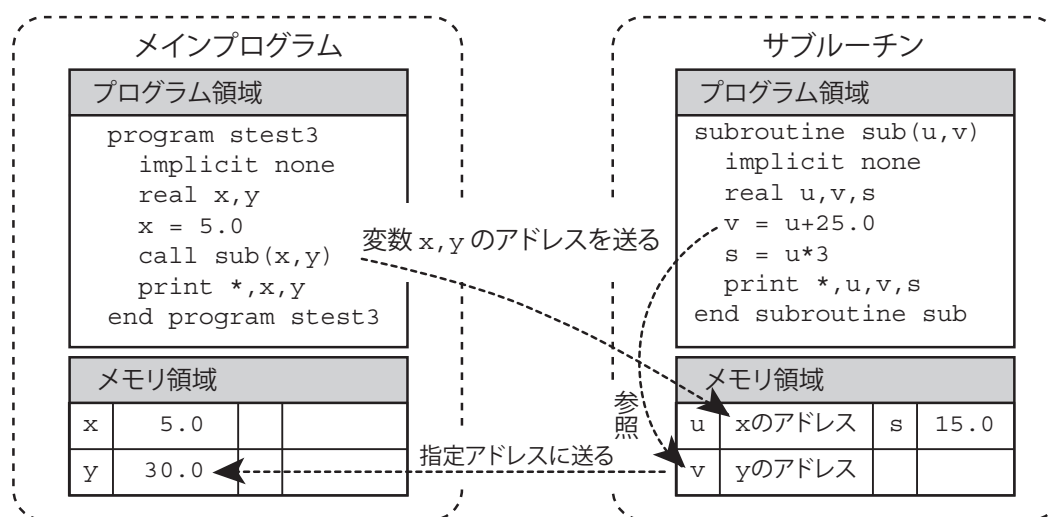 メインプログラム
プログラム領域
program stest3
implicit none
real x,y
x = 5.0
call sub(x,y)
print *,x,y
end program stest3
メモリ領域
x 5.0
y 30.0
変数 x,y のアドレスを送る
指定アドレスに送る
参照
サブルーチン
プログラム領域
subroutine sub(u,v)
implicit none
real u,v,s
v = u+25.0
s = u*3
print *,u,v,s
end subroutine sub
メモリ領域
u xのアドレス s 15.0
v yのアドレス